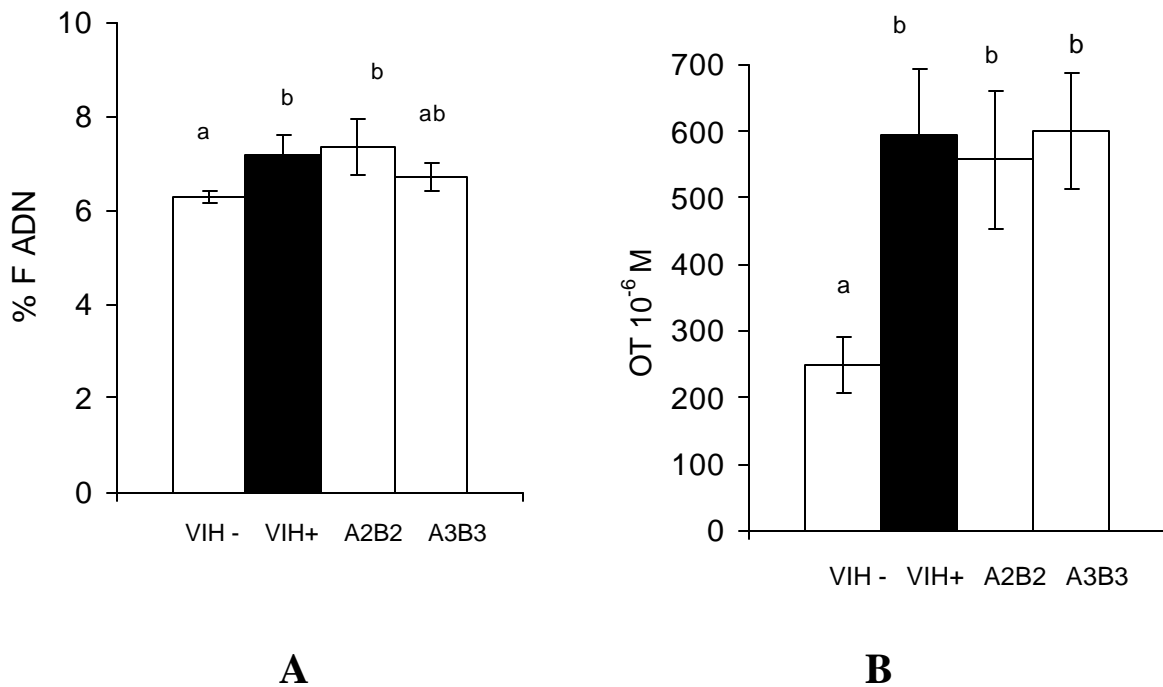 10
8
6
4
2
0
% F ADN
a
b
b
ab
VIH -
VIH+
A2B2
A3B3
A
700
600
500
400
300
200
100
0
OT 10⁻⁶ M
a
b
b
b
VIH -
VIH+
A2B2
A3B3
B